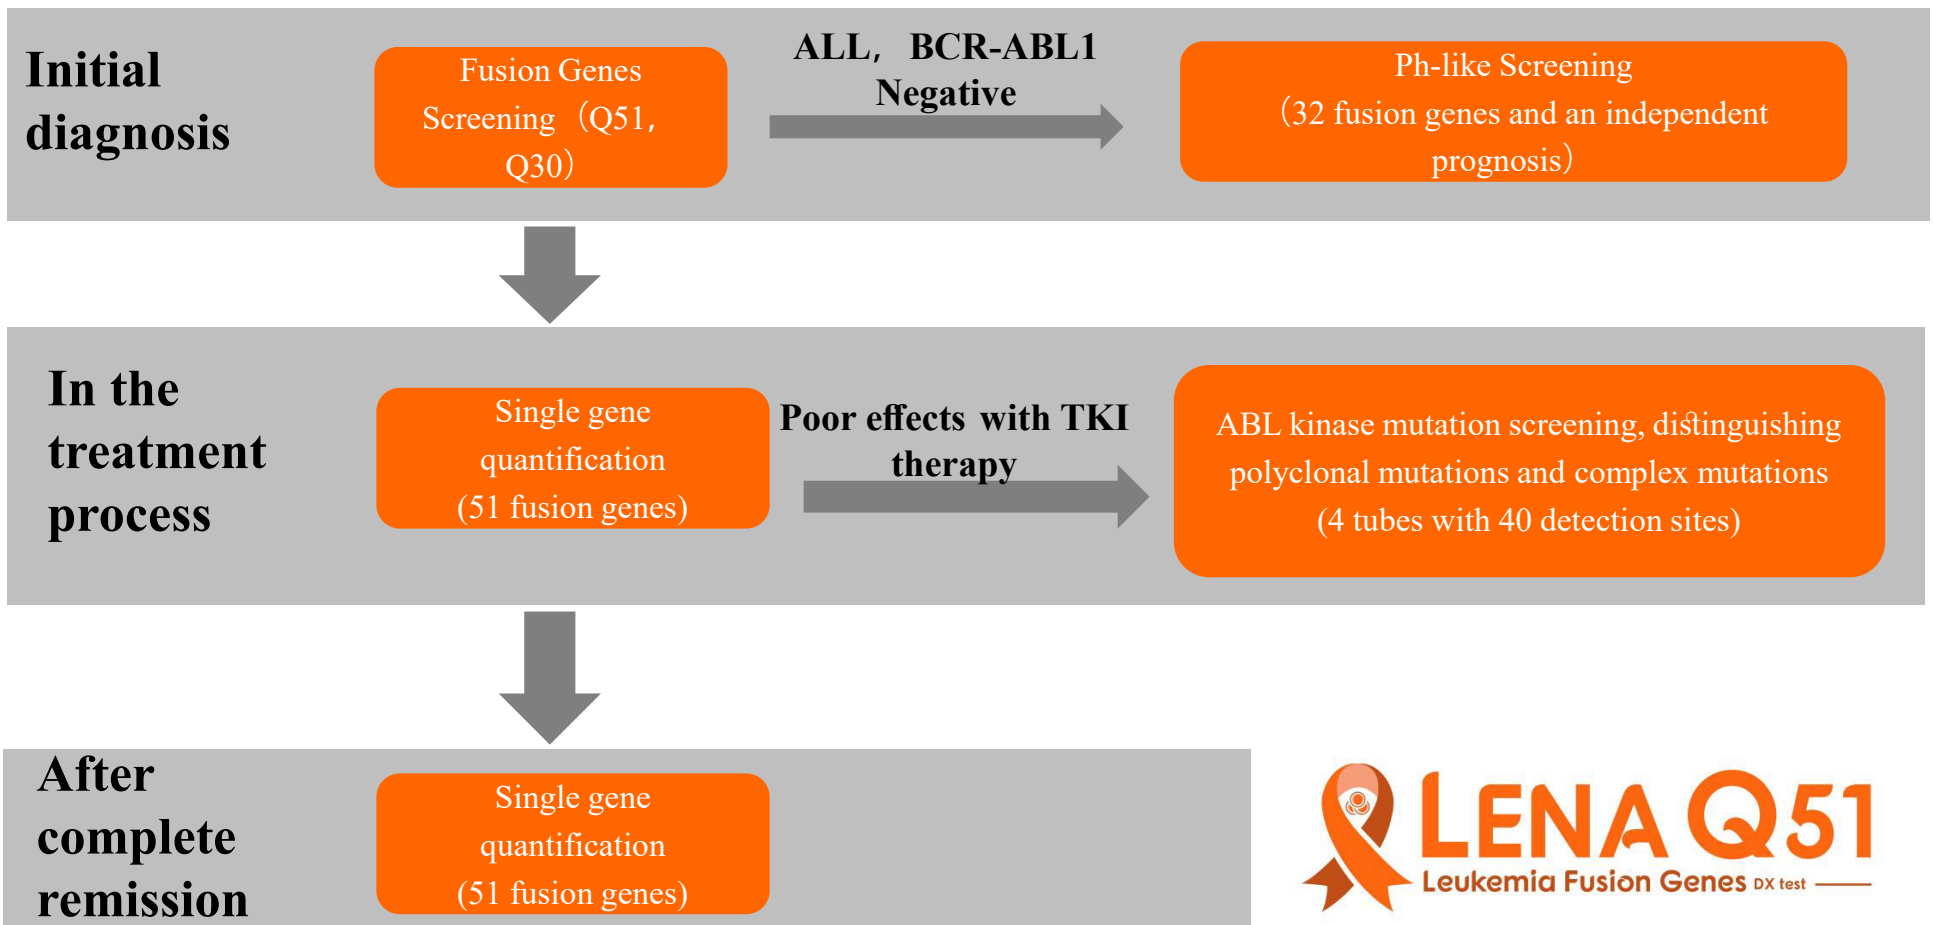 Initial
diagnosis
Fusion Genes
Screening（Q51，
Q30）
ALL， BCR-ABL1
Negative
Ph-like Screening
（32 fusion genes and an independent
prognosis）
In the
treatment
process
Single gene
quantification
(51 fusion genes)
Poor effects with TKI
therapy
ABL kinase mutation screening, distinguishing
polyclonal mutations and complex mutations
(4 tubes with 40 detection sites)
After
complete
remission
Single gene
quantification
(51 fusion genes)
LENA Q51
Leukemia Fusion Genes DX test